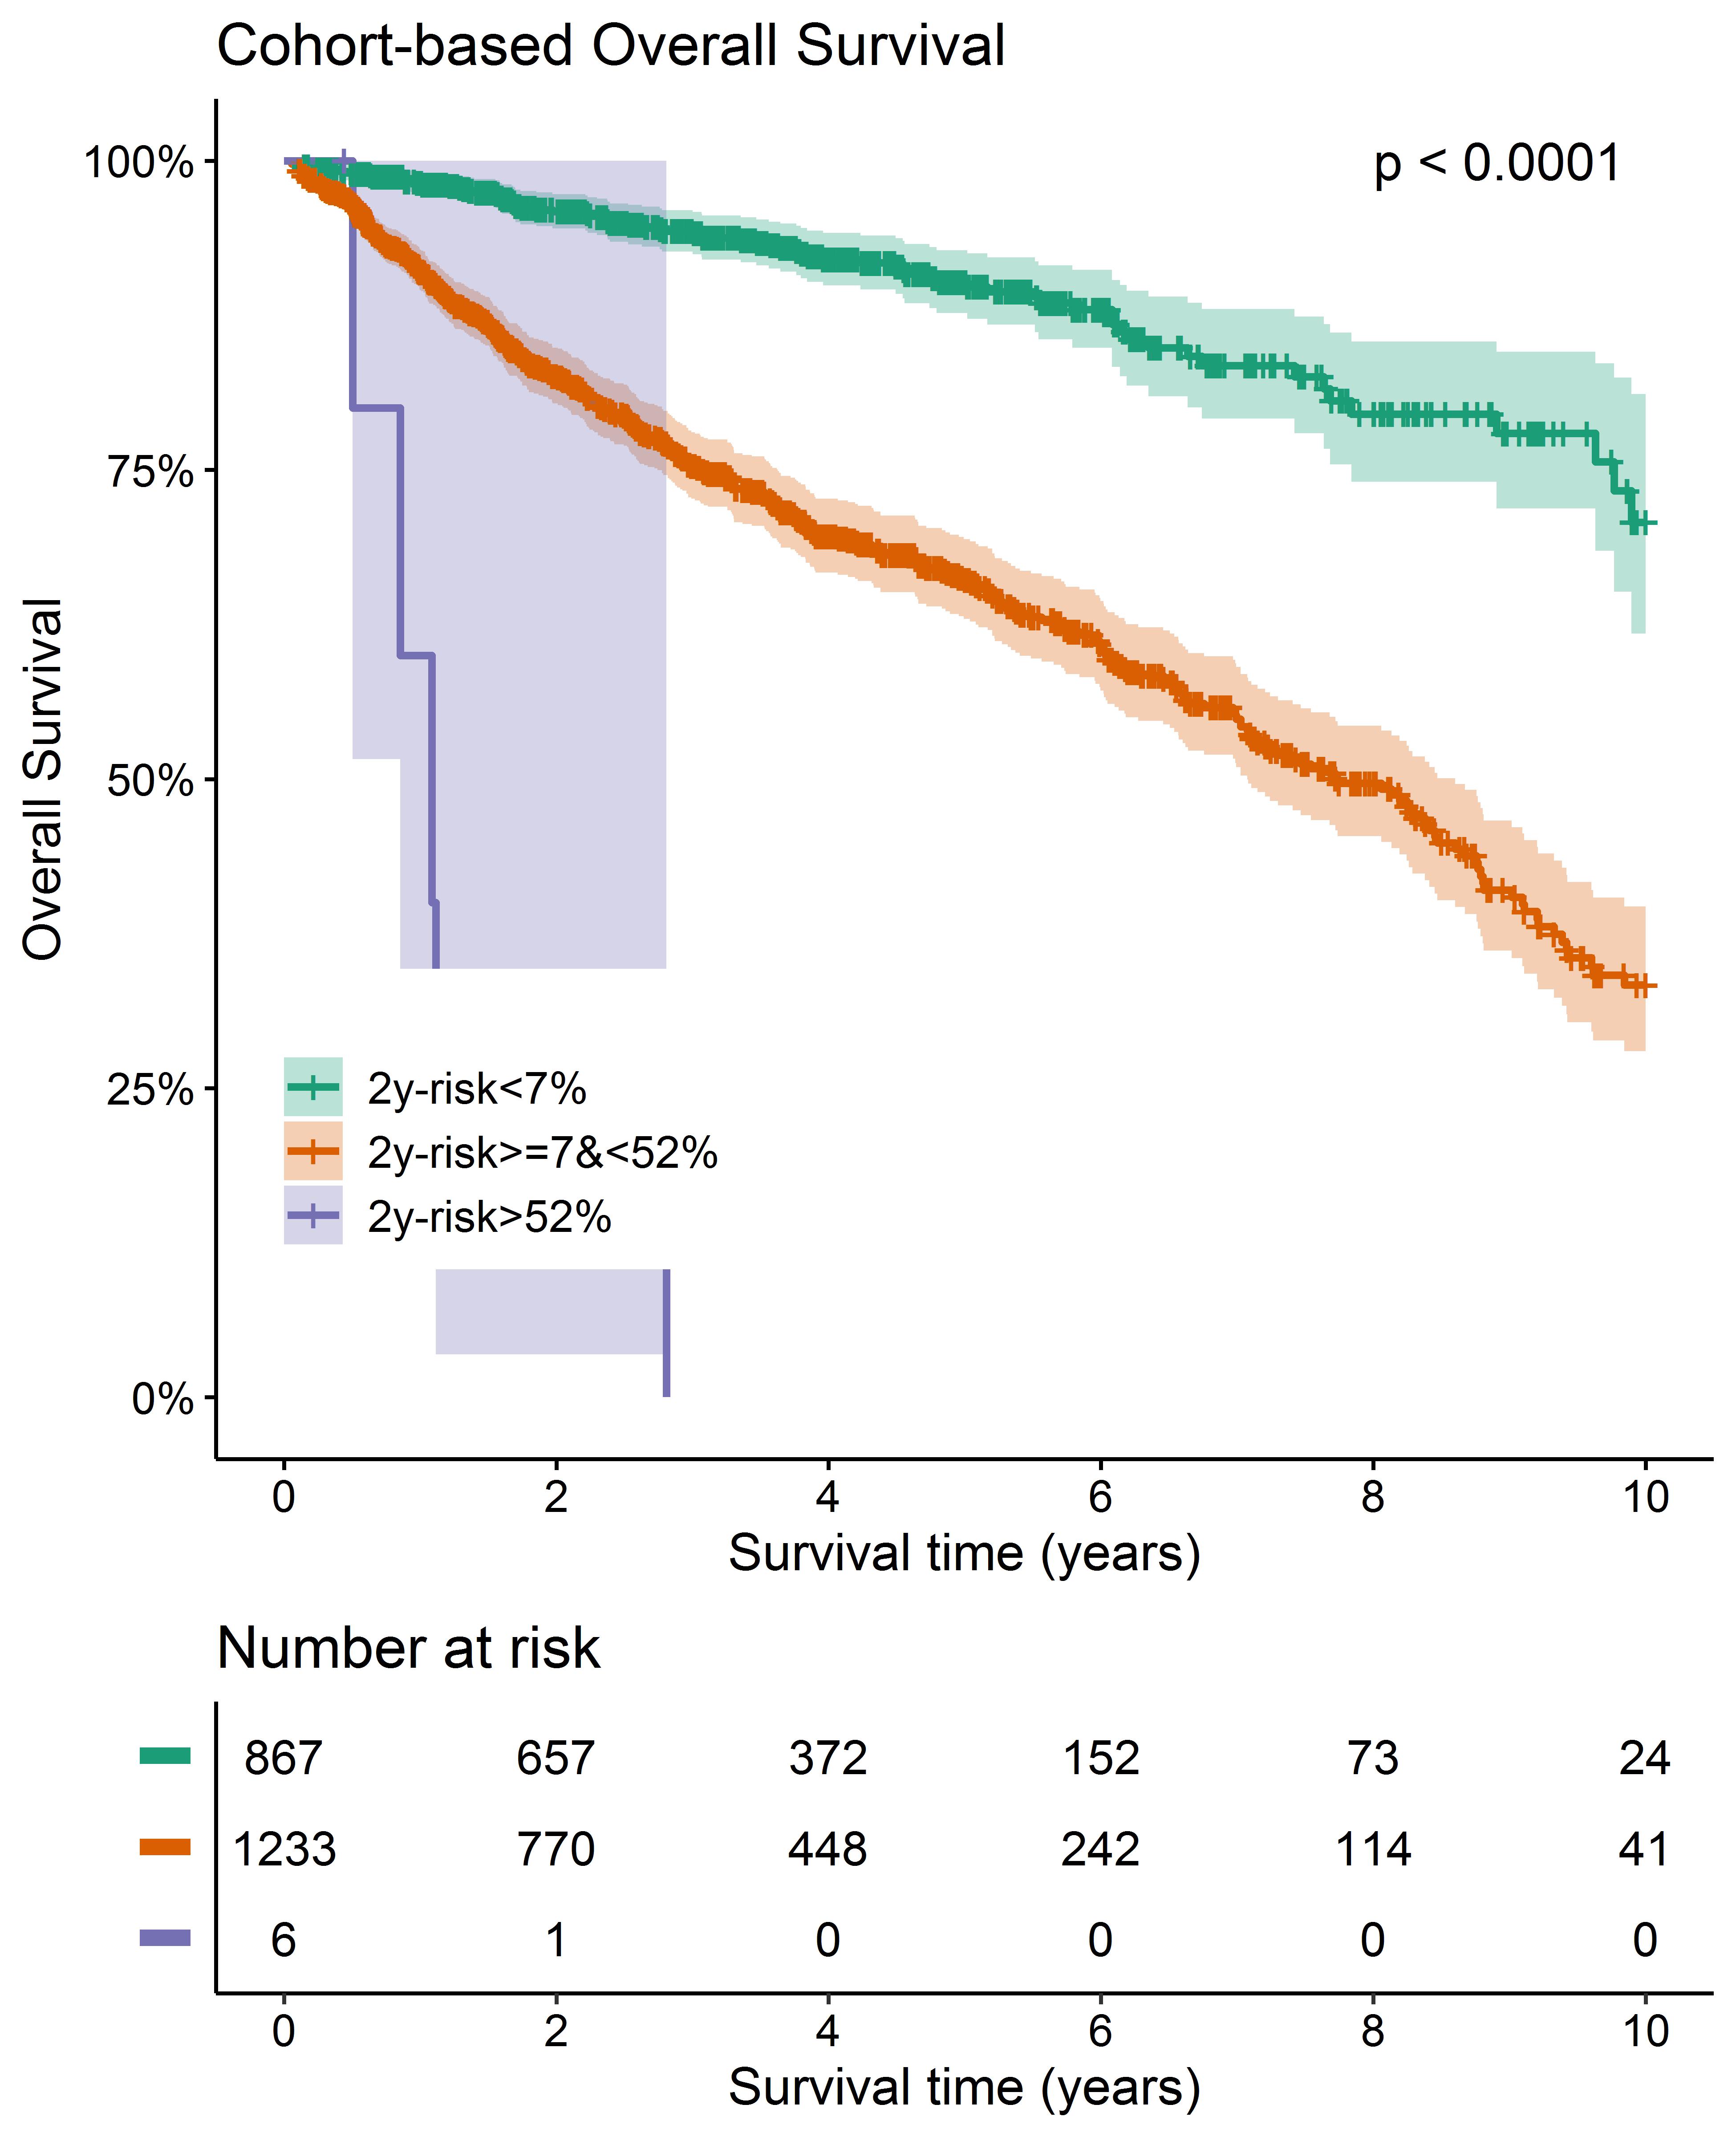 Cohort-based Overall Survival
p < 0.0001
100%
75%
50%
25%
0%
Overall Survival
2y-risk<7%
2y-risk>=7&<52%
2y-risk>52%
0 2 4 6 8 10
Survival time (years)
Number at risk
867 657 372 152 73 24
1233 770 448 242 114 41
6 1 0 0 0 0
0 2 4 6 8 10
Survival time (years)